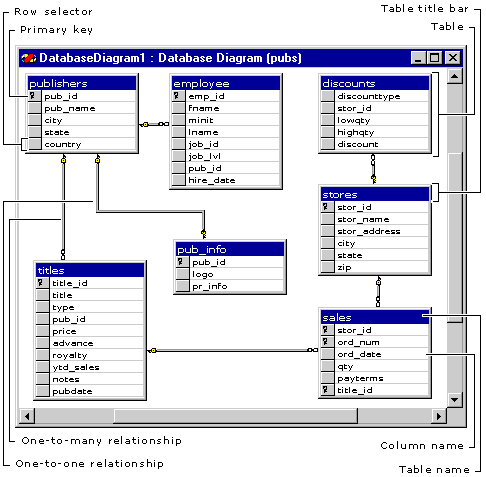 Row selector
Primary key
Table title bar
Table
DatabaseDiagram1 : Database Diagram (pubs)
publishers
pub_id
pub_name
city
state
country
employee
emp_id
fname
minit
lname
job_id
job_lvl
pub_id
hire_date
discounts
discounttype
stor_id
lowqty
highqty
discount
stores
stor_id
stor_name
stor_address
city
state
zip
pub_info
pub_id
logo
pr_info
titles
title_id
title
type
pub_id
price
advance
royalty
ytd_sales
notes
pubdate
sales
stor_id
ord_num
ord_date
qty
payterms
title_id
One-to-many relationship
One-to-one relationship
Column name
Table name